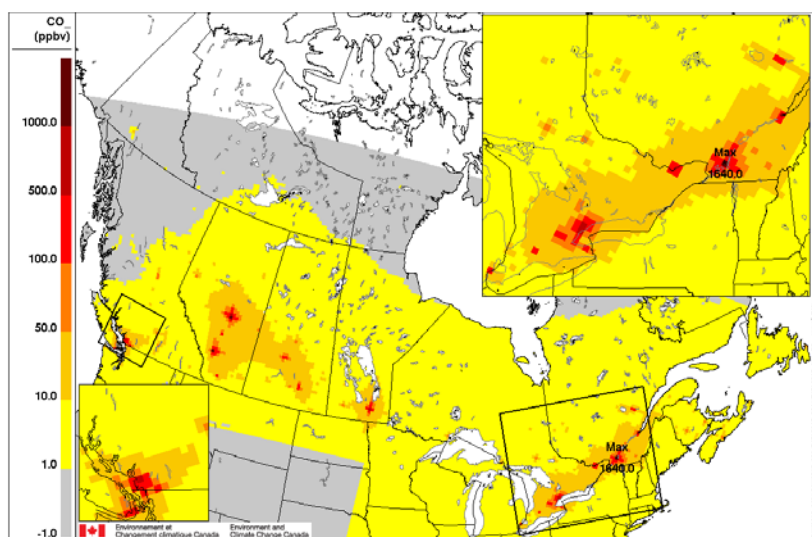 CO_
(ppbv)
1000.0
500.0
100.0
50.0
10.0
1.0
-1.0
Max
1640.0
Max
1640.0
Environnement et
Changement climatique Canada
Environment and
Climate Change Canada